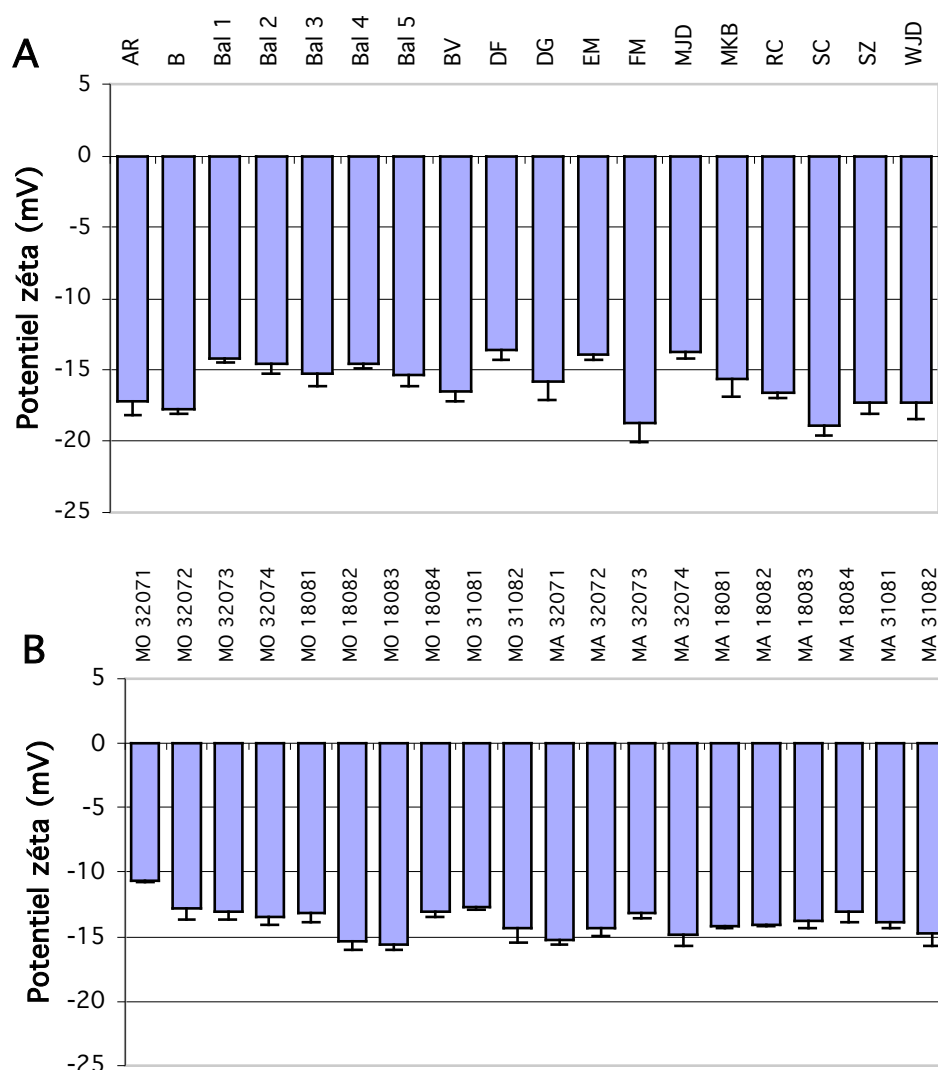 A
AR
B
Bal 1
Bal 2
Bal 3
Bal 4
Bal 5
BV
DF
DG
EM
FM
MJD
MKB
RC
SC
SZ
WJD
Potentiel zéta (mV)
5
0
-5
-10
-15
-20
-25
B
MO 32071
MO 32072
MO 32073
MO 32074
MO 18081
MO 18082
MO 18083
MO 18084
MO 31081
MO 31082
MA 32071
MA 32072
MA 32073
MA 32074
MA 18081
MA 18082
MA 18083
MA 18084
MA 31081
MA 31082
Potentiel zéta (mV)
5
0
-5
-10
-15
-20
-25